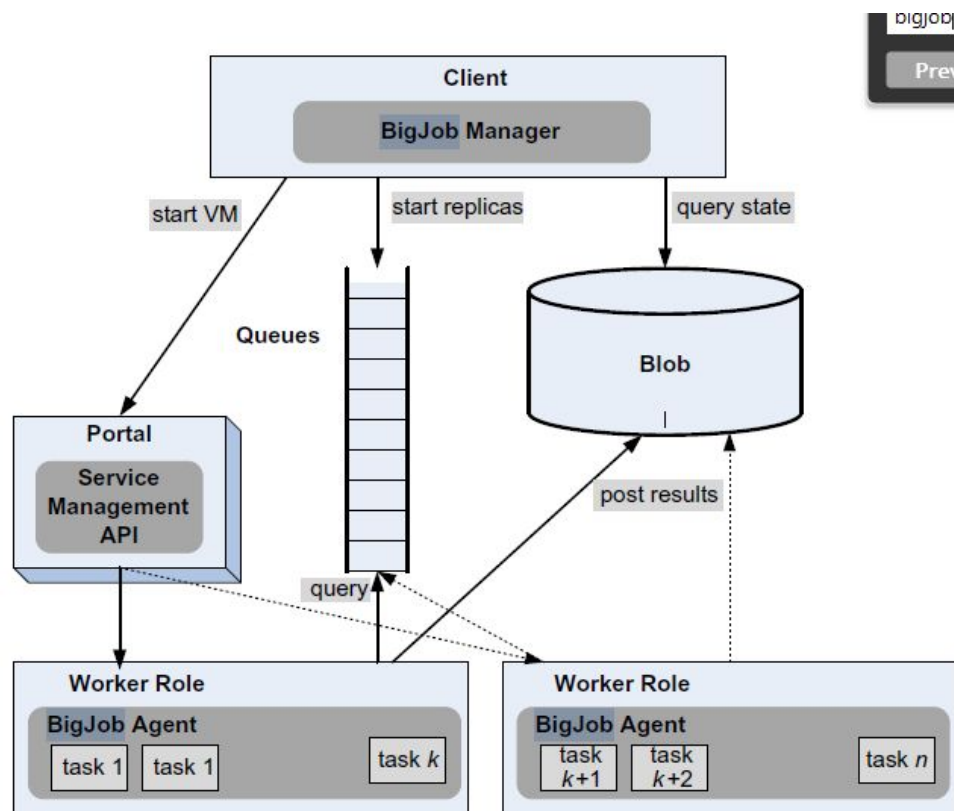 bigjob
Prev
Client
BigJob Manager
start VM
start replicas
query state
Queues
Blob
Portal
Service
Management
API
post results
query
Worker Role
BigJob Agent
task 1
task 1
task k
Worker Role
BigJob Agent
task
k+1
task
k+2
task n